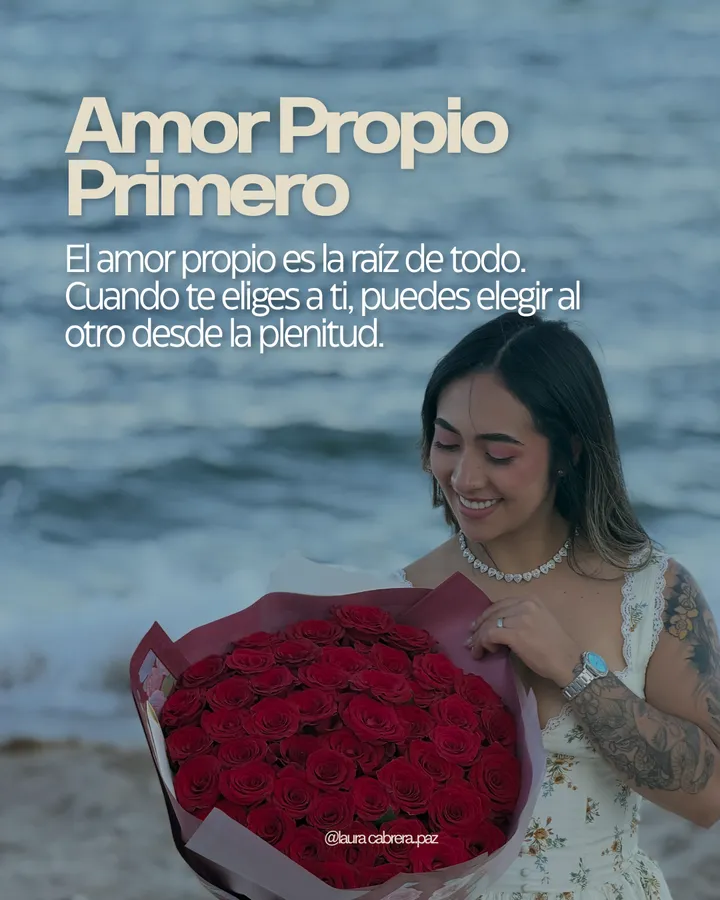 Amor Propio
Primero
El amor propio es la raíz de todo.
Cuando te eliges a ti, puedes elegir al
otro desde la plenitud.
@laura cabrera.paz